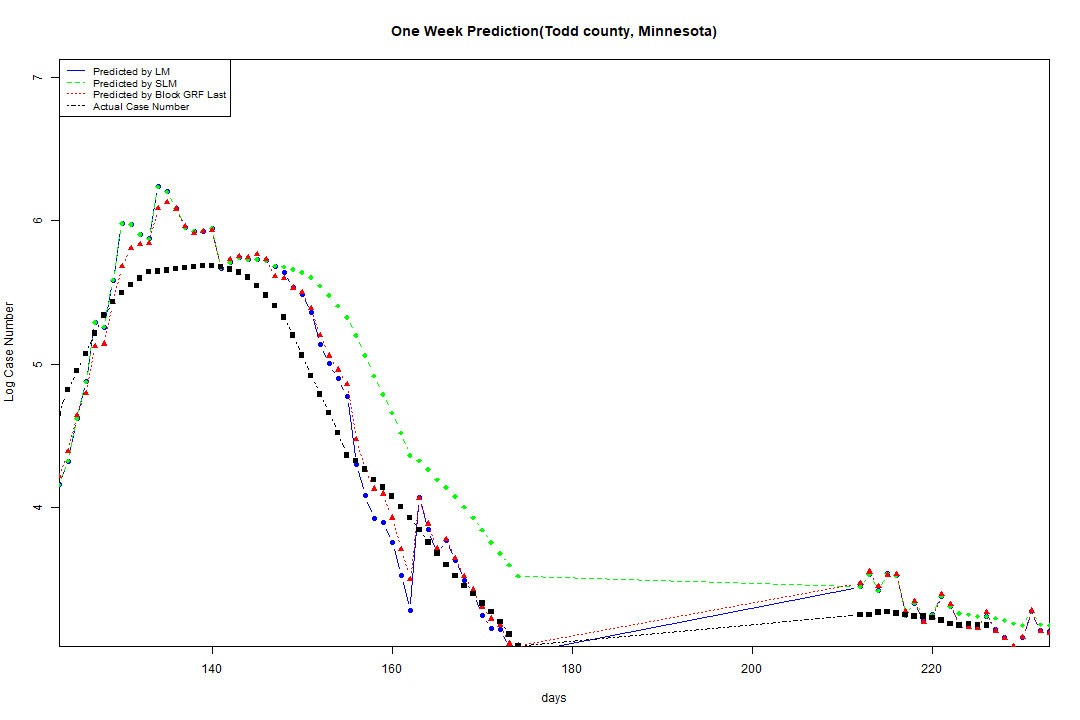 One Week Prediction(Todd county, Minnesota)
Predicted by LM
Predicted by SLM
Predicted by Block GRF Last
Actual Case Number
7
6
5
4
Log Case Number
140 160 180 200 220
days